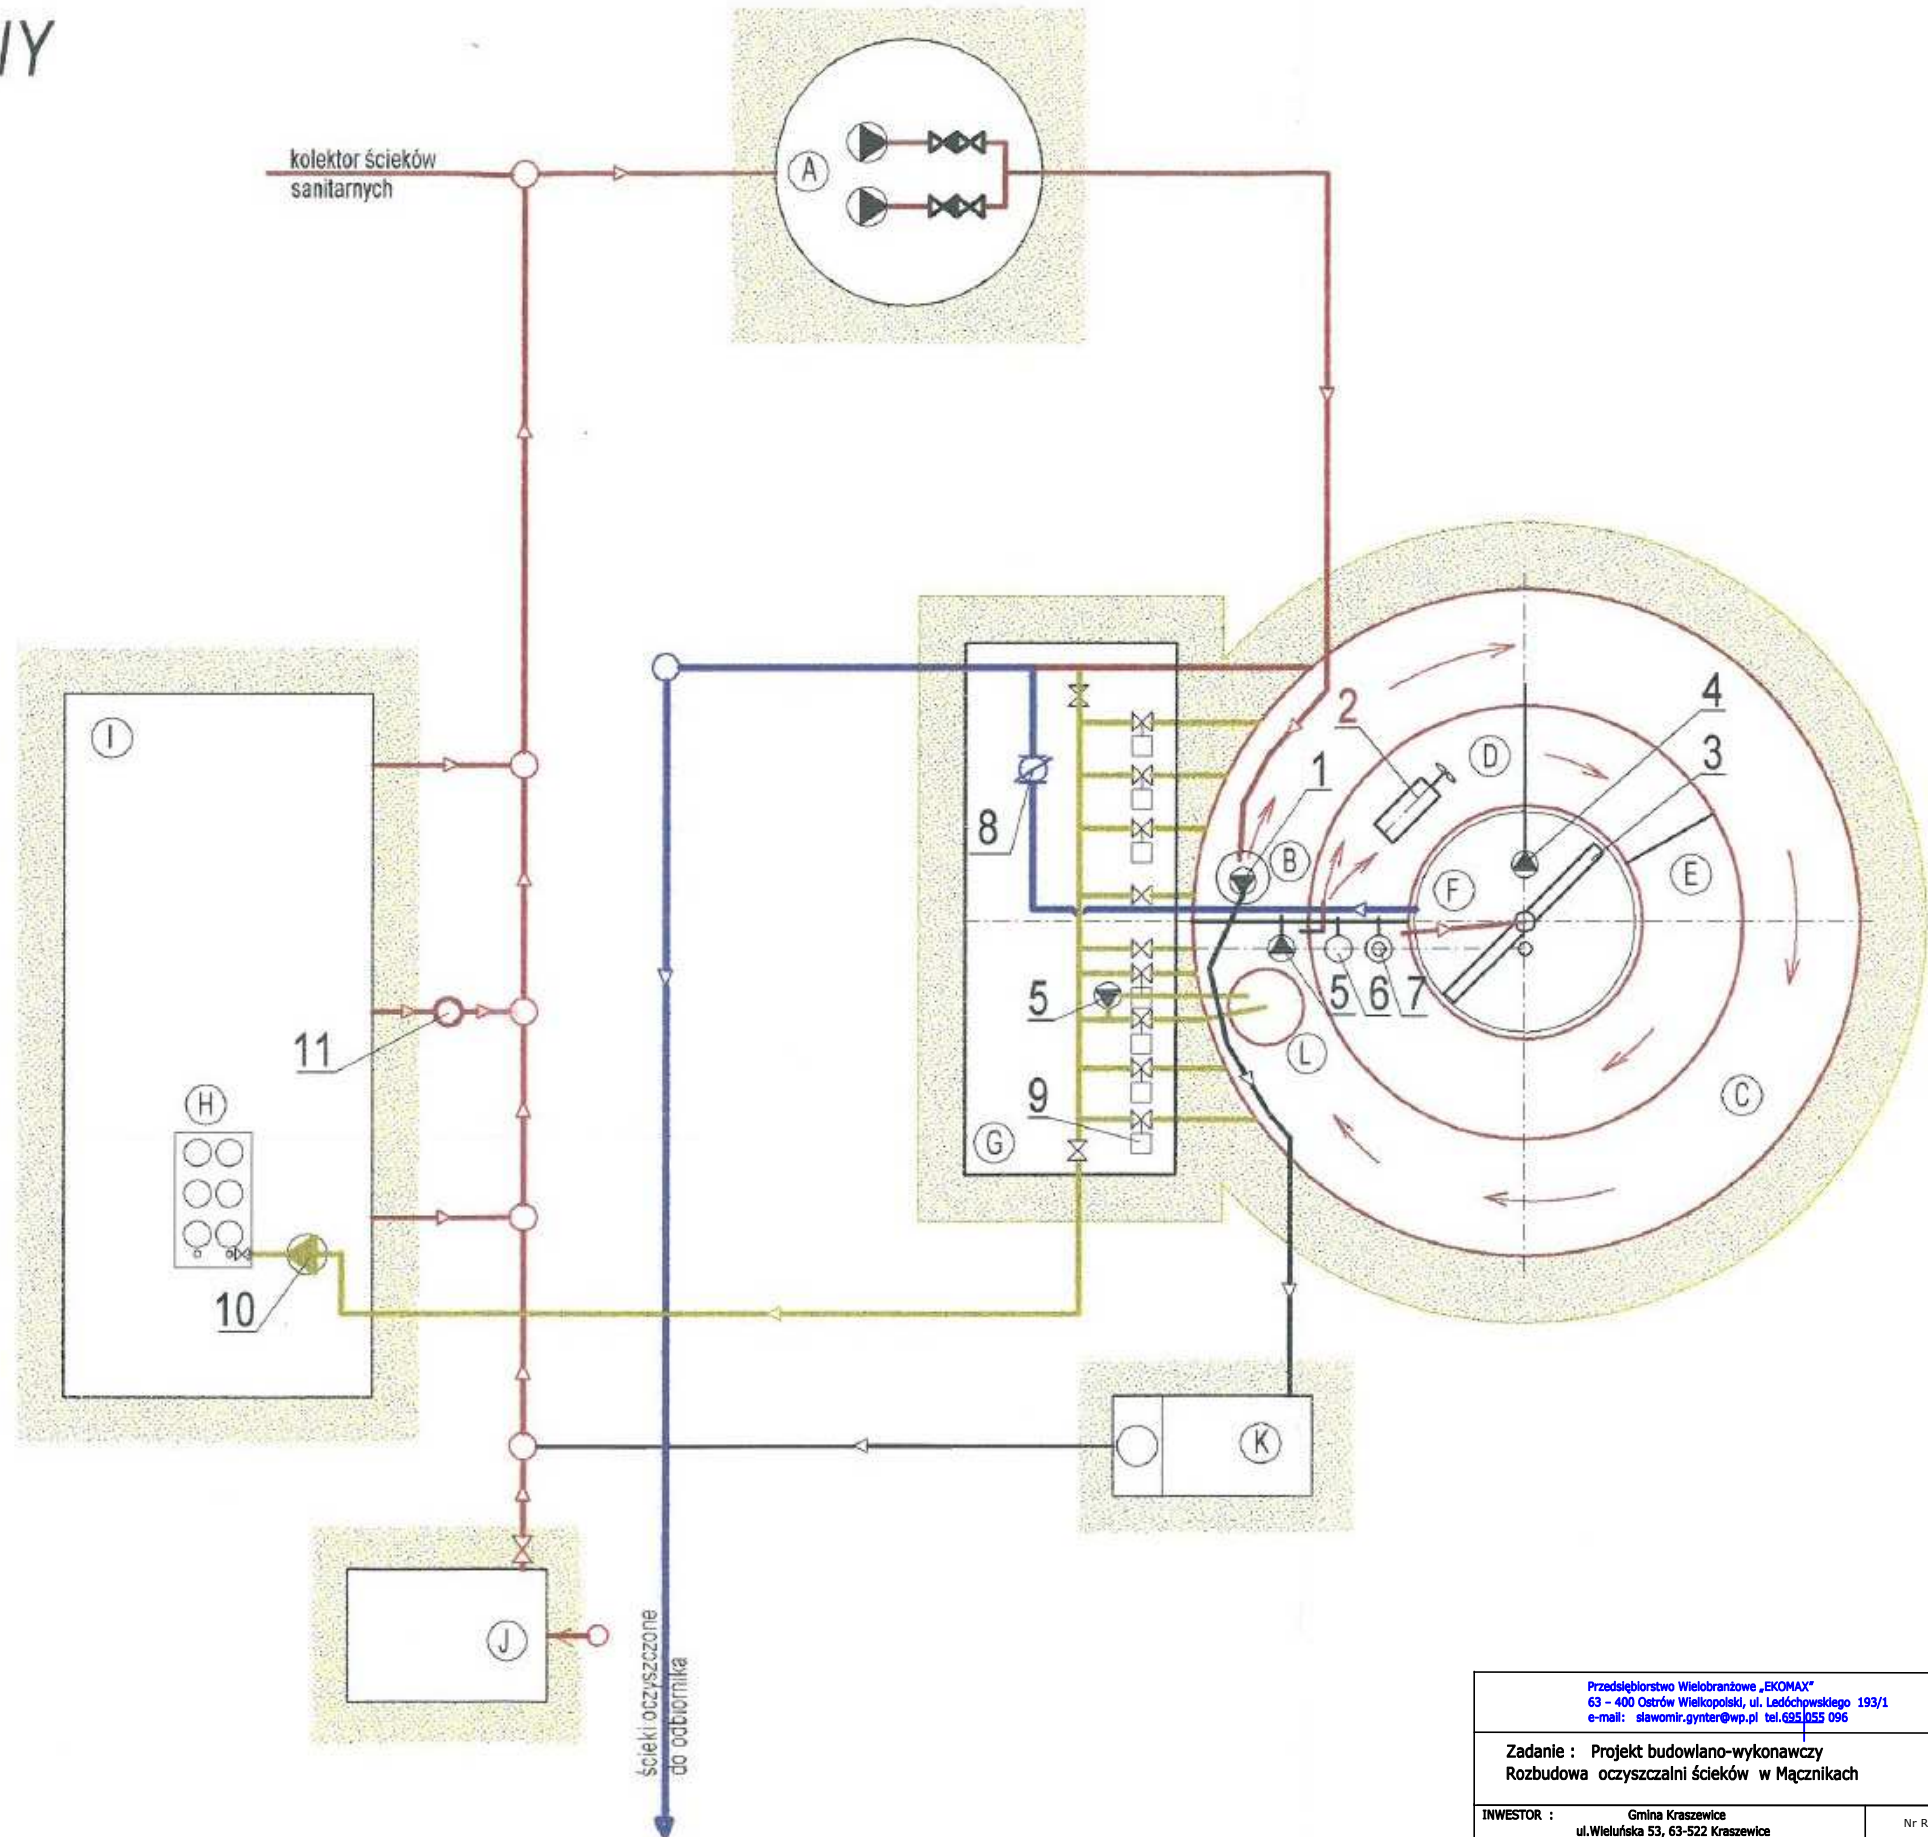 NY
kolektor ścieków
sanitarnych
A
I
2
4
D
3
1
8
B
E
F
5
5
6
7
11
L
H
9
C
G
10
K
J
ścieki oczyszczone
do odbiornika
Przedsiębiorstwo Wielobranżowe „EKOMAX”
63 – 400 Ostrów Wielkopolski, ul. Ledóchowskiego 193/1
e-mail: slawomir.gynter@wp.pl tel.695 055 096
Zadanie : Projekt budowlano-wykonawczy
Rozbudowa oczyszczalni ścieków w Mącznikach
INWESTOR :
Gmina Kraszewice
ul.Wieluńska 53, 63-522 Kraszewice
Nr R